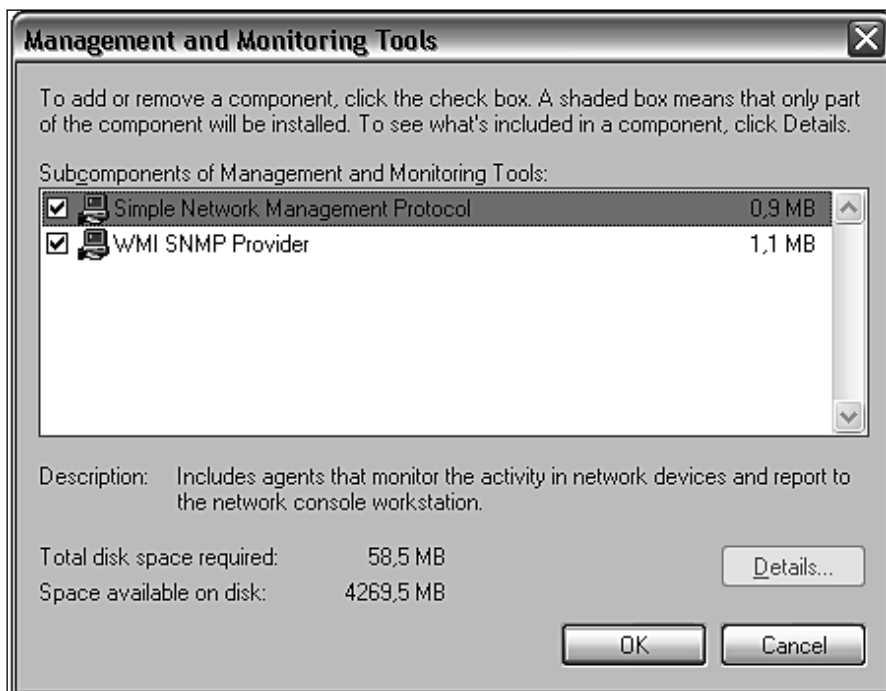 Management and Monitoring Tools
To add or remove a component, click the check box. A shaded box means that only part
of the component will be installed. To see what's included in a component, click Details.
Subcomponents of Management and Monitoring Tools:
Simple Network Management Protocol 0,9 MB
WMI SNMP Provider 1,1 MB
Description: Includes agents that monitor the activity in network devices and report to
the network console workstation.
Total disk space required: 58,5 MB
Details...
Space available on disk: 4269,5 MB
OK Cancel